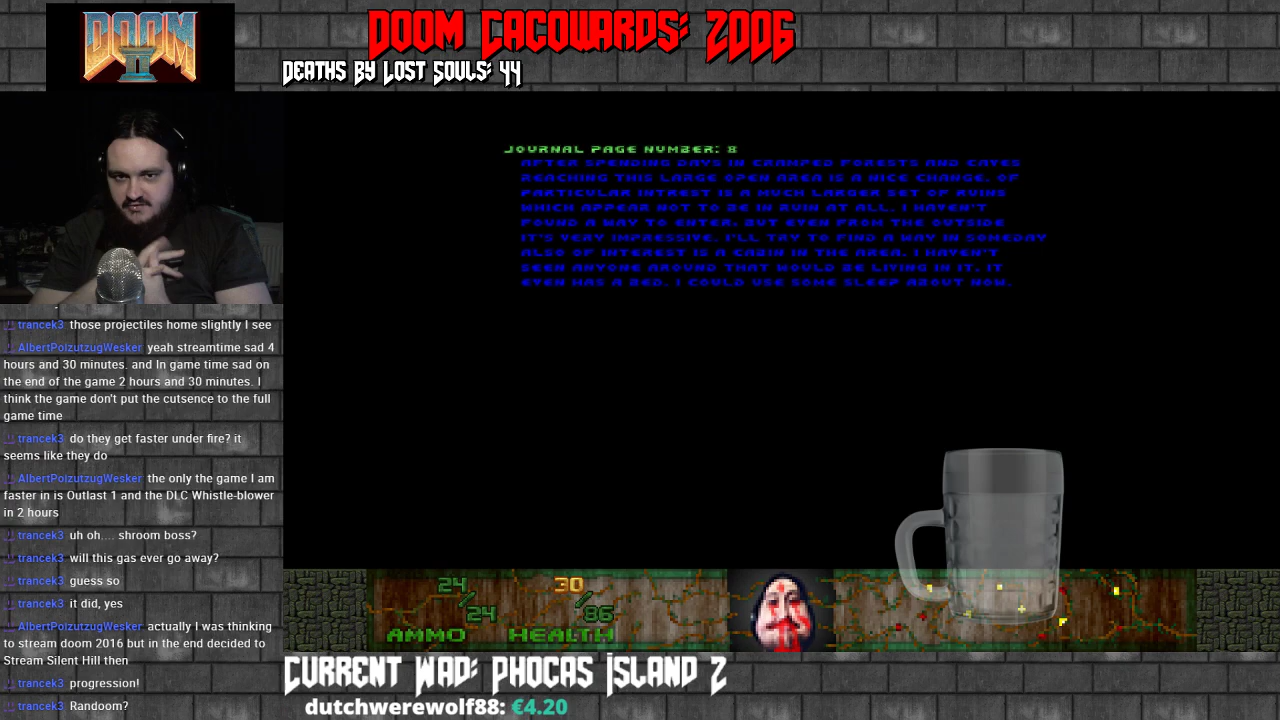 DOOM
II
DOOM CACOWARDS: 2006
DEATHS BY LOST SOULS: 44
JOURNAL PAGE NUMBER: 8
AFTER SPENDING DAYS IN CRAMPED FORESTS AND CAVES
REACHING THIS LARGE OPEN AREA IS A NICE CHANGE. OF
PARTICULAR INTREST IS A MUCH LARGER SET OF RUINS
WHICH APPEAR NOT TO BE IN RUIN AT ALL. I HAVEN'T
FOUND A WAY TO ENTER, BUT EVEN FROM THE OUTSIDE
IT'S VERY IMPRESSIVE. I'LL TRY TO FIND A WAY IN SOMEDAY
ALSO OF INTEREST IS A CABIN IN THE AREA. I HAVEN'T
SEEN ANYONE AROUND THAT WOULD BE LIVING IN IT. IT
EVEN HAS A BED. I COULD USE SOME SLEEP ABOUT NOW.
trancek3 those projectiles home slightly I see
AlbertPolzutzugWesker yeah streamtime sad 4
hours and 30 minutes. and In game time sad on
the end of the game 2 hours and 30 minutes. I
think the game don't put the cutsence to the full
game time
trancek3 do they get faster under fire? it
seems like they do
AlbertPolzutzugWesker the only the game I am
faster in is Outlast 1 and the DLC Whistle-blower
in 2 hours
trancek3 uh oh.... shroom boss?
trancek3 will this gas ever go away?
trancek3 guess so
trancek3 it did, yes
AlbertPolzutzugWesker actually I was thinking
to stream doom 2016 but in the end decided to
Stream Silent Hill then
trancek3 progression!
trancek3 Randoom?
24/24 30/86
AMMO HEALTH
CURRENT WAD: PHOCAS ISLAND 2
dutchwerewolf88: €4.20